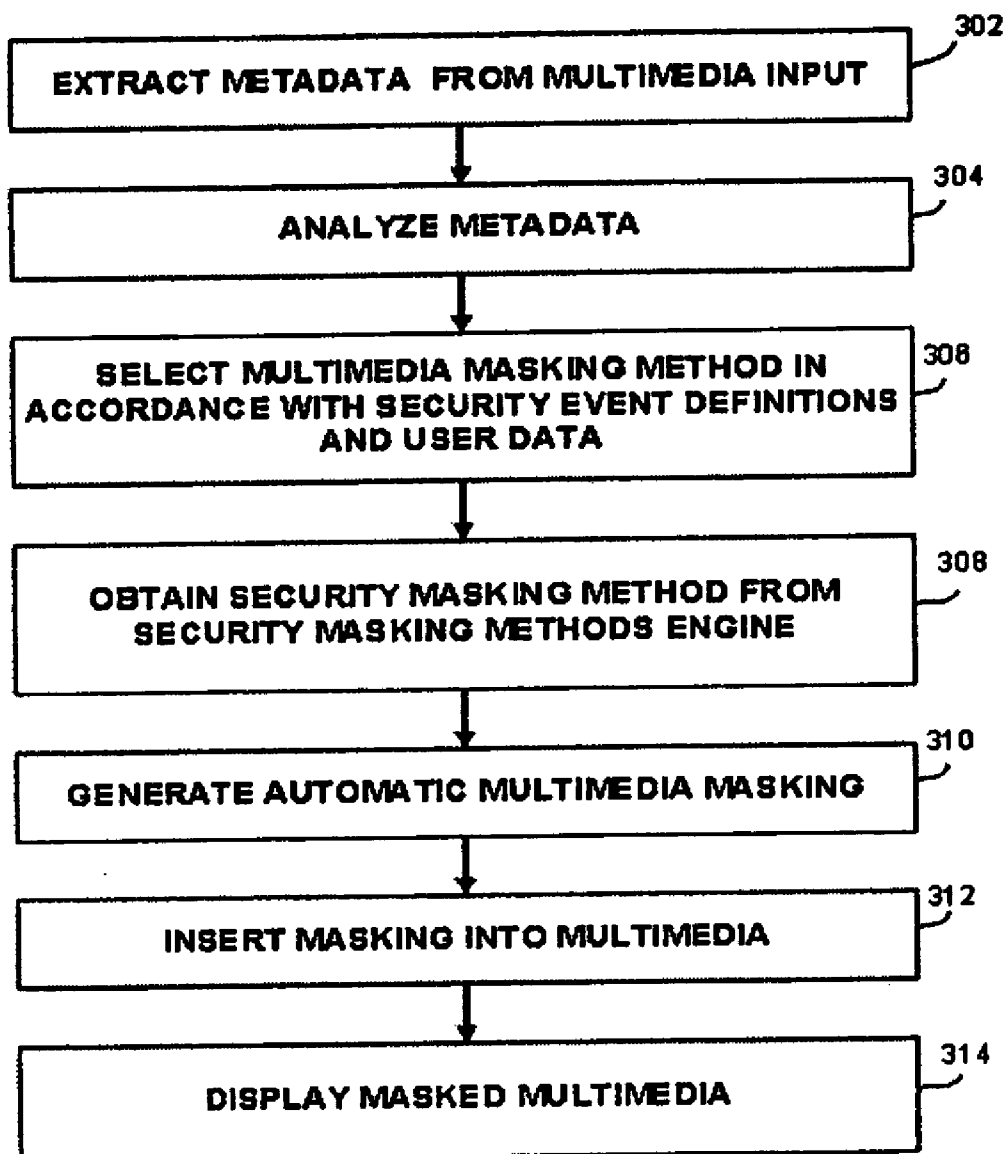 302
EXTRACT METADATA FROM MULTIMEDIA INPUT
304
ANALYZE METADATA
308
SELECT MULTIMEDIA MASKING METHOD IN
ACCORDANCE WITH SECURITY EVENT DEFINITIONS
AND USER DATA
308
OBTAIN SECURITY MASKING METHOD FROM
SECURITY MASKING METHODS ENGINE
310
GENERATE AUTOMATIC MULTIMEDIA MASKING
312
INSERT MASKING INTO MULTIMEDIA
314
DISPLAY MASKED MULTIMEDIA